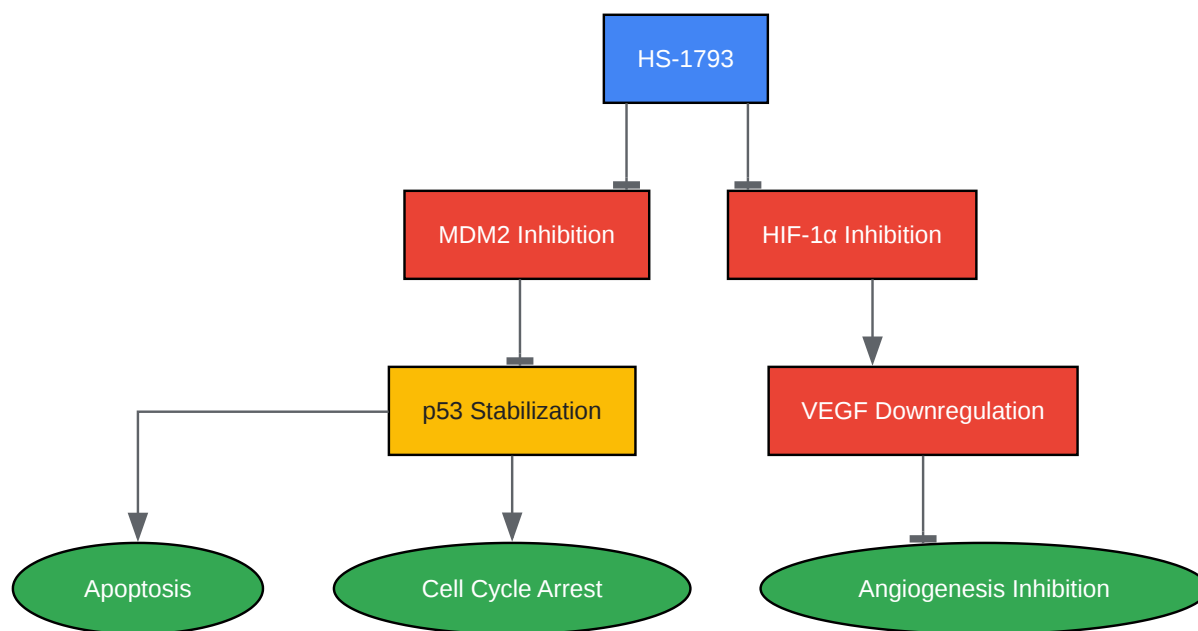 HS-1793
MDM2 Inhibition
HIF-1α Inhibition
p53 Stabilization
VEGF Downregulation
Apoptosis
Cell Cycle Arrest
Angiogenesis Inhibition